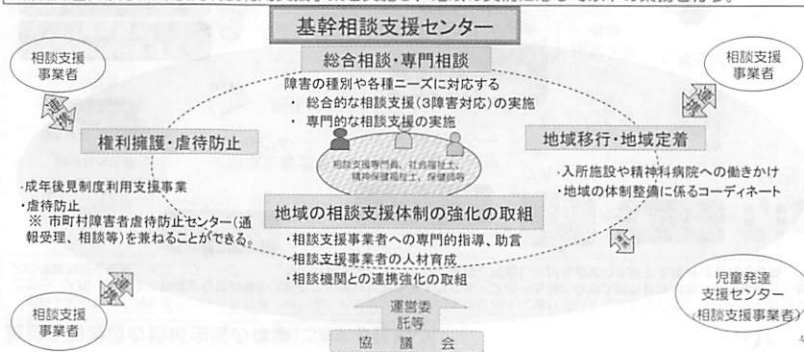 基幹相談支援センター
総合相談・専門相談
障害の種別や各種ニーズに対応する
・ 総合的な相談支援(3障害対応)の実施
・ 専門的な相談支援の実施
相談支援
事業者
相談支援
事業者
権利擁護・虐待防止
・成年後見制度利用支援事業
・虐待防止
※ 市町村障害者虐待防止センター(通
報受理、相談等)を兼ねることができる。
相談支援専門員、社会福祉士、
精神保健福祉士、保健師等
地域移行・地域定着
・入所施設や精神科病院への働きかけ
・地域の体制整備に係るコーディネート
地域の相談支援体制の強化の取組
・相談支援事業者への専門的指導、助言
・相談支援事業者の人材育成
・相談機関との連携強化の取組
連携
連携
連携
連携
相談支援
事業者
児童発達
支援センター
(相談支援事業者)
運営委
託等
協議会